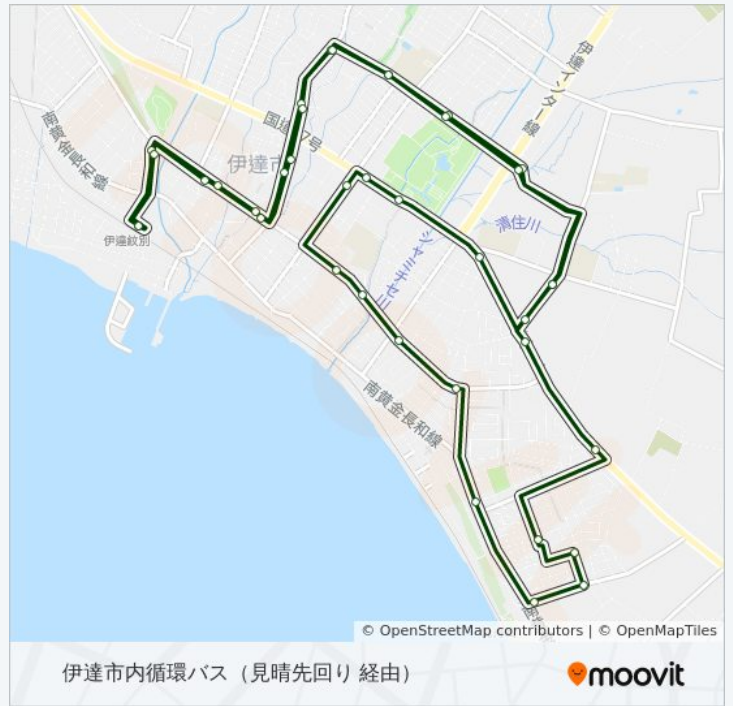 伊達インター線
国道37号
南黄金長和線
伊達市
清住川
シャミチセ川
伊達紋別
南黄金長和線
© OpenStreetMap contributors | © OpenMapTiles
伊達市内循環バス（見晴先回り 経由）
moovit